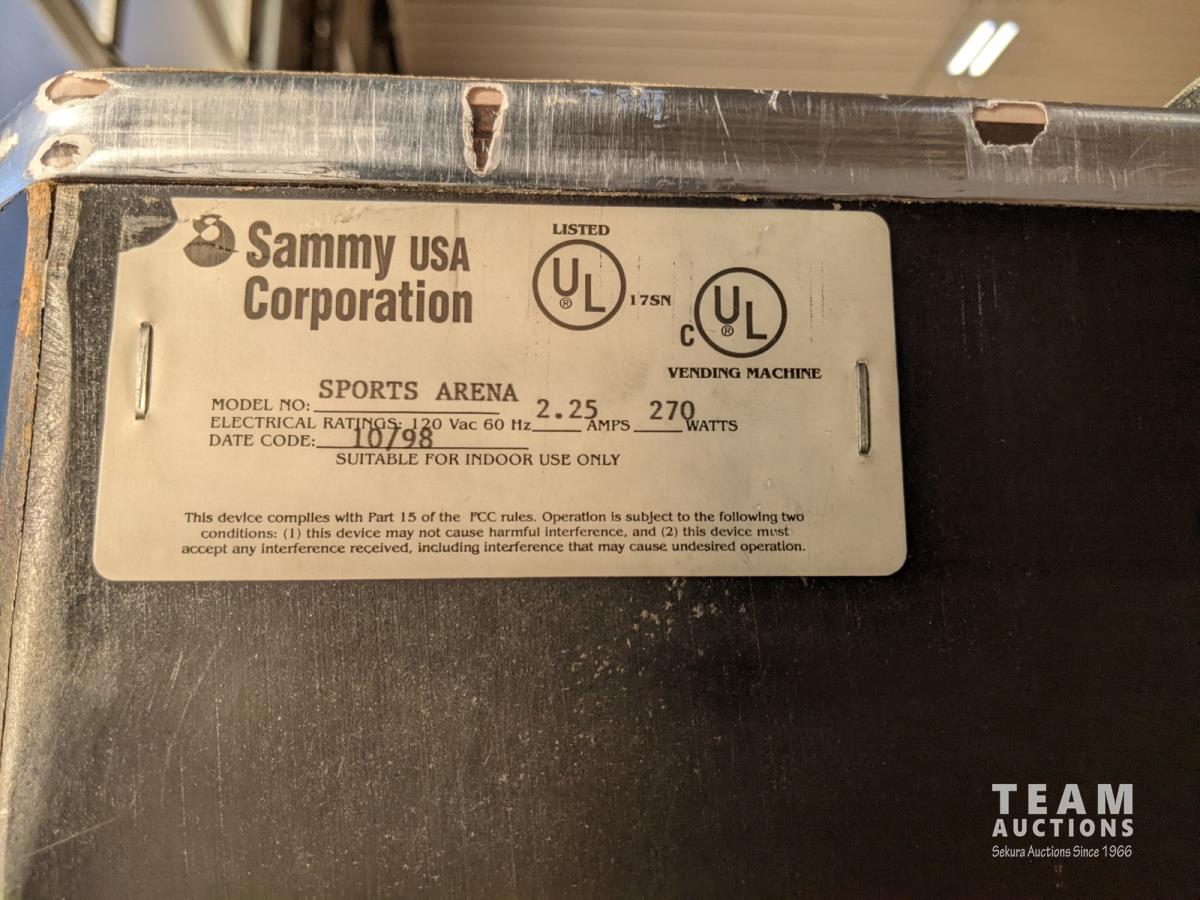 Sammy USA
Corporation
LISTED
UL
®
17SN
C UL
®
VENDING MACHINE
MODEL NO: SPORTS ARENA
ELECTRICAL RATINGS: 120 Vac 60 Hz 2.25 AMPS 270 WATTS
DATE CODE: 10/98
SUITABLE FOR INDOOR USE ONLY
This device complies with Part 15 of the FCC rules. Operation is subject to the following two
conditions: (1) this device may not cause harmful interference, and (2) this device must
accept any interference received, including interference that may cause undesired operation.
TEAM
AUCTIONS
Sekura Auctions Since 1966